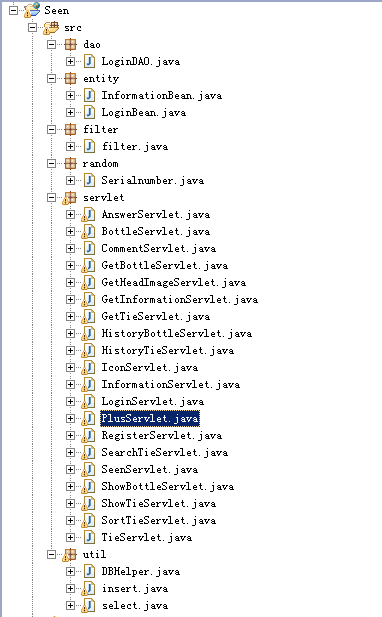 Seen
src
dao
LoginDAO.java
entity
InformationBean.java
LoginBean.java
filter
filter.java
random
Serialnumber.java
servlet
AnswerServlet.java
BottleServlet.java
CommentServlet.java
GetBottleServlet.java
GetHeadImageServlet.java
GetInformationServlet.java
GetTieServlet.java
HistoryBottleServlet.java
HistoryTieServlet.java
IconServlet.java
InformationServlet.java
LoginServlet.java
PlusServlet.java
RegisterServlet.java
SearchTieServlet.java
SeenServlet.java
ShowBottleServlet.java
ShowTieServlet.java
SortTieServlet.java
TieServlet.java
util
DBHelper.java
insert.java
select.java